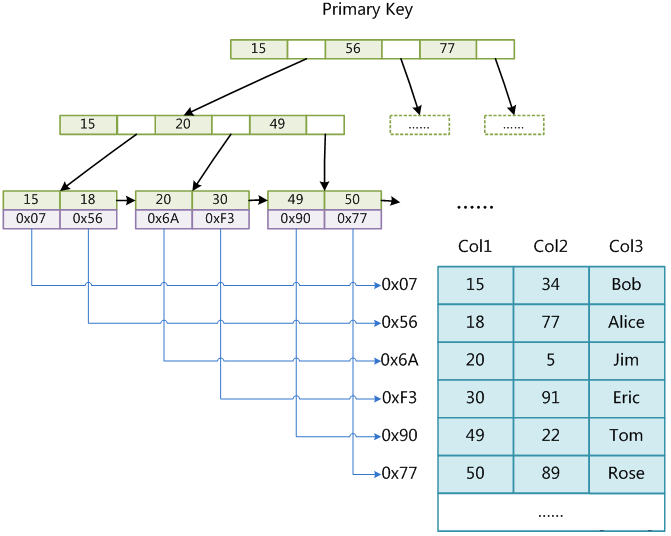 Primary Key
15 56 77
15 20 49
...... ......
15 18 20 30 49 50
0x07 0x56 0x6A 0xF3 0x90 0x77
......
Col1 Col2 Col3
0x07 15 34 Bob
0x56 18 77 Alice
0x6A 20 5 Jim
0xF3 30 91 Eric
0x90 49 22 Tom
0x77 50 89 Rose
......